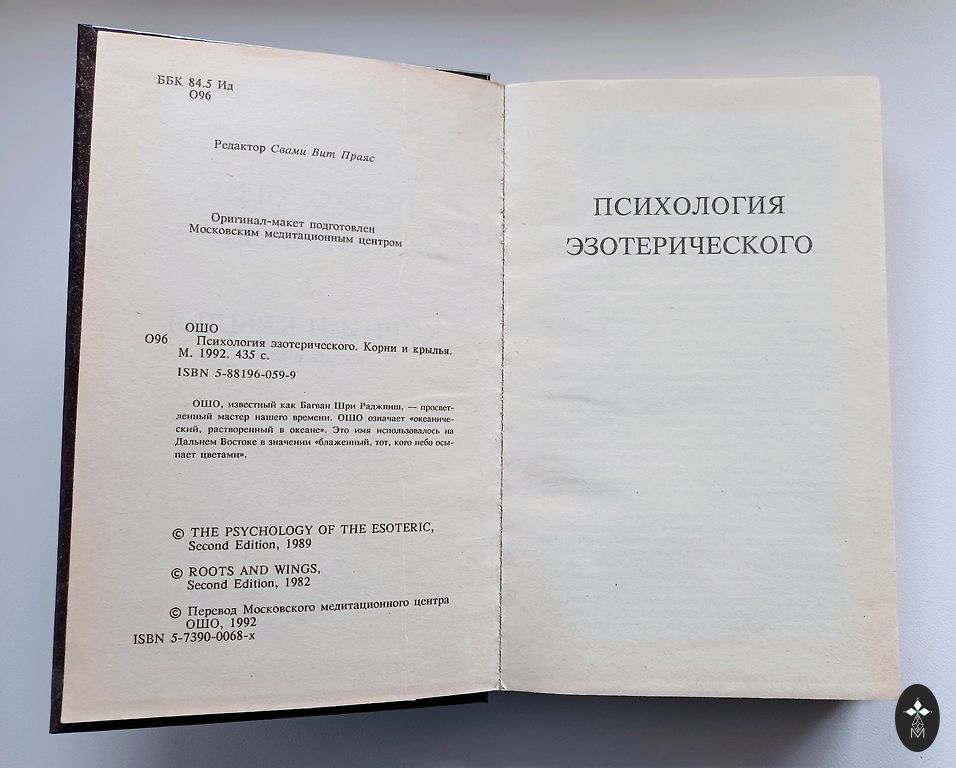 ББК 84.5 Ид
О96
Редактор Свами Вит Праяс
Оригинал-макет подготовлен
Московским медитационным центром
ОШО
О96 Психология эзотерического. Корни и крылья.
М. 1992. 435 с.
ISBN 5-88196-059-9
ОШО, известный как Багван Шри Раджниш, — просвет-
ленный мастер нашего времени. ОШО означает «океаниче-
ский, растворенный в океане». Это имя использовалось на
Дальнем Востоке в значении «блаженный, тот, кого небо осы-
пает цветами».
© THE PSYCHOLOGY OF THE ESOTERIC,
Second Edition, 1989
© ROOTS AND WINGS,
Second Edition, 1982
© Перевод Московского медитационного центра
ОШО, 1992
ISBN 5-7390-0068-х
ПСИХОЛОГИЯ
ЭЗОТЕРИЧЕСКОГО
M